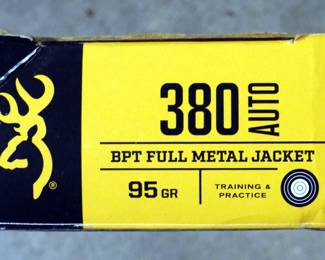 380 AUTO
BPT FULL METAL JACKET
95 GR
TRAINING &
PRACTICE
®